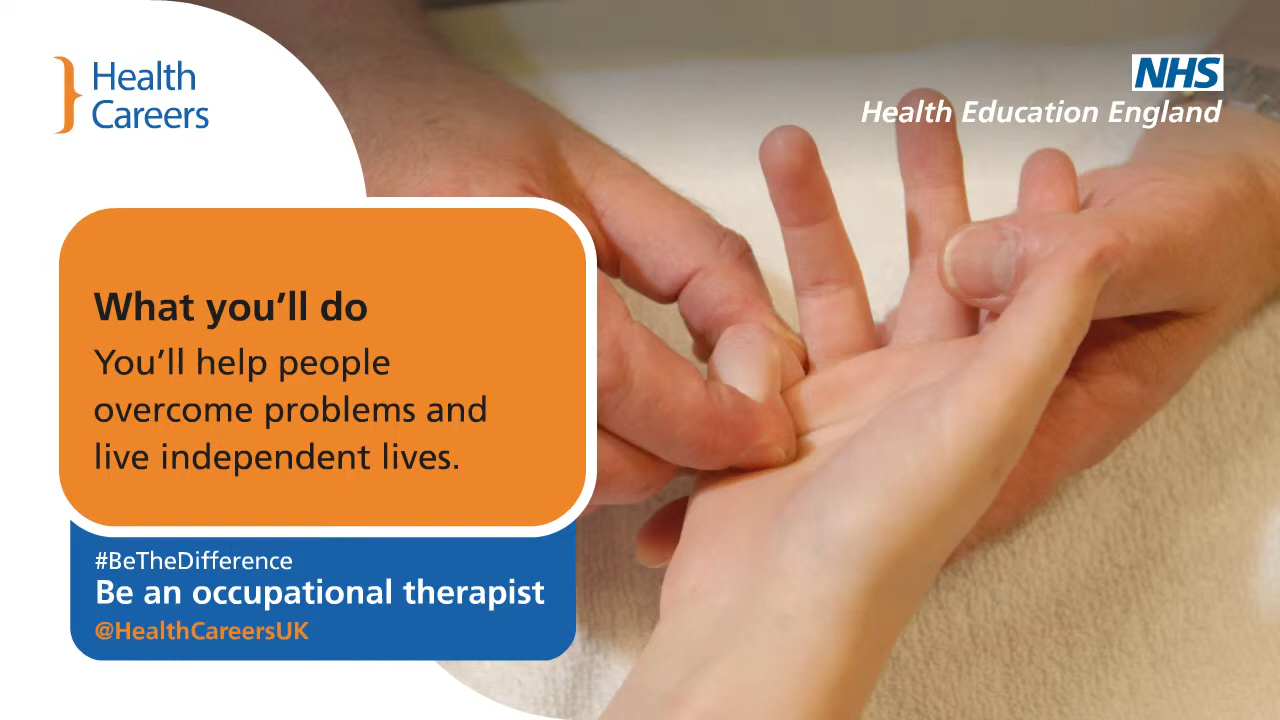 Health
Careers
NHS
Health Education England
What you’ll do
You’ll help people
overcome problems and
live independent lives.
#BeTheDifference
Be an occupational therapist
@HealthCareersUK